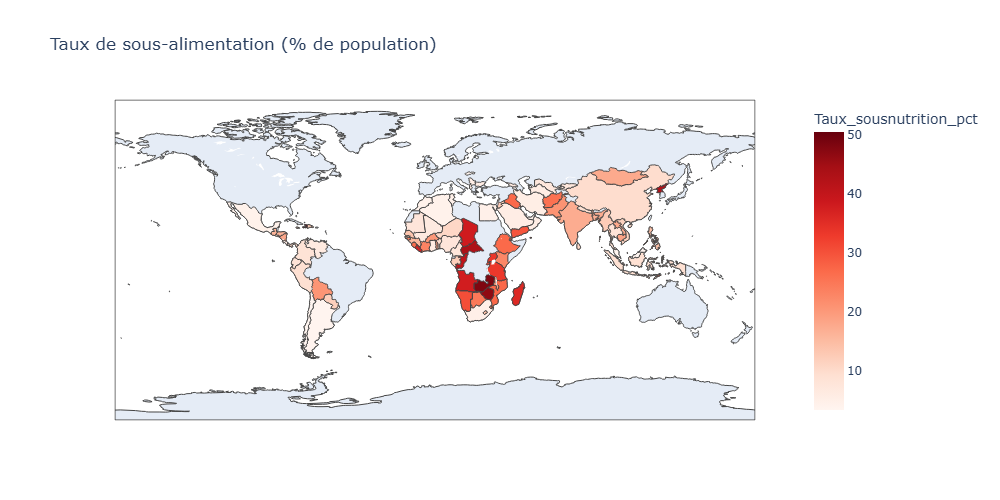 Taux de sous-alimentation (% de population)
Taux_sousnutrition_pct
50
40
30
20
10